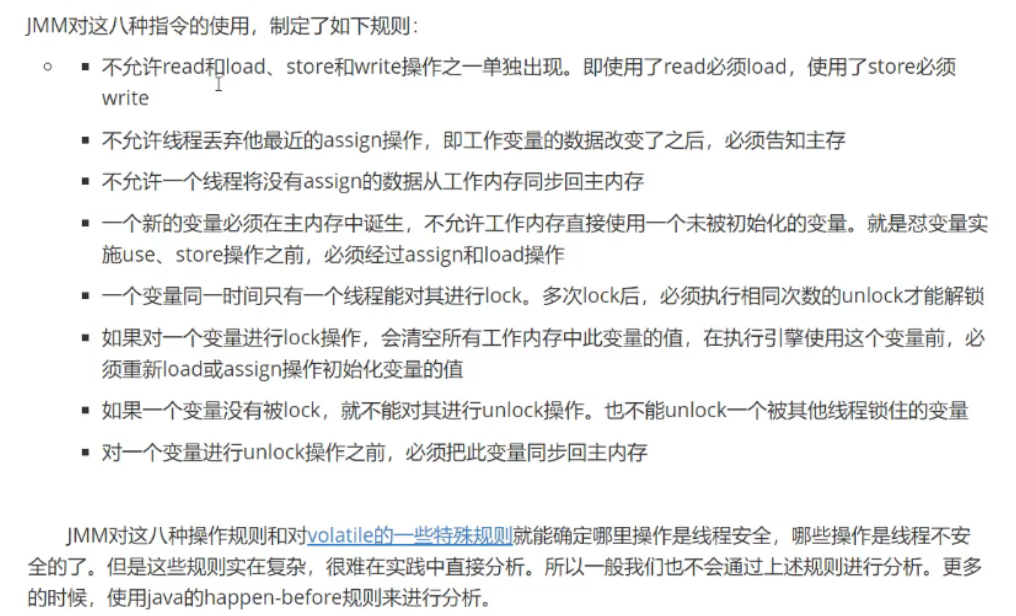 JMM对这八种指令的使用，制定了如下规则：
不允许read和load、store和write操作之一单独出现。即使用了read必须load，使用了store必须
write
不允许线程丢弃他最近的assign操作，即工作变量的数据改变了之后，必须告知主存
不允许一个线程将没有assign的数据从工作内存同步回主内存
一个新的变量必须在主内存中诞生，不允许工作内存直接使用一个未被初始化的变量。就是怼变量实
施use、store操作之前，必须经过assign和load操作
一个变量同一时间只有一个线程能对其进行lock。多次lock后，必须执行相同次数的unlock才能解锁
如果对一个变量进行lock操作，会清空所有工作内存中此变量的值，在执行引擎使用这个变量前，必
须重新load或assign操作初始化变量的值
如果一个变量没有被lock，就不能对其进行unlock操作。也不能unlock一个被其他线程锁住的变量
对一个变量进行unlock操作之前，必须把此变量同步回主内存
JMM对这八种操作规则和对volatile的一些特殊规则就能确定哪里操作是线程安全，哪些操作是线程不安
全的了。但是这些规则实在复杂，很难在实践中直接分析。所以一般我们也不会通过上述规则进行分析。更多
的时候，使用java的happen-before规则来进行分析。